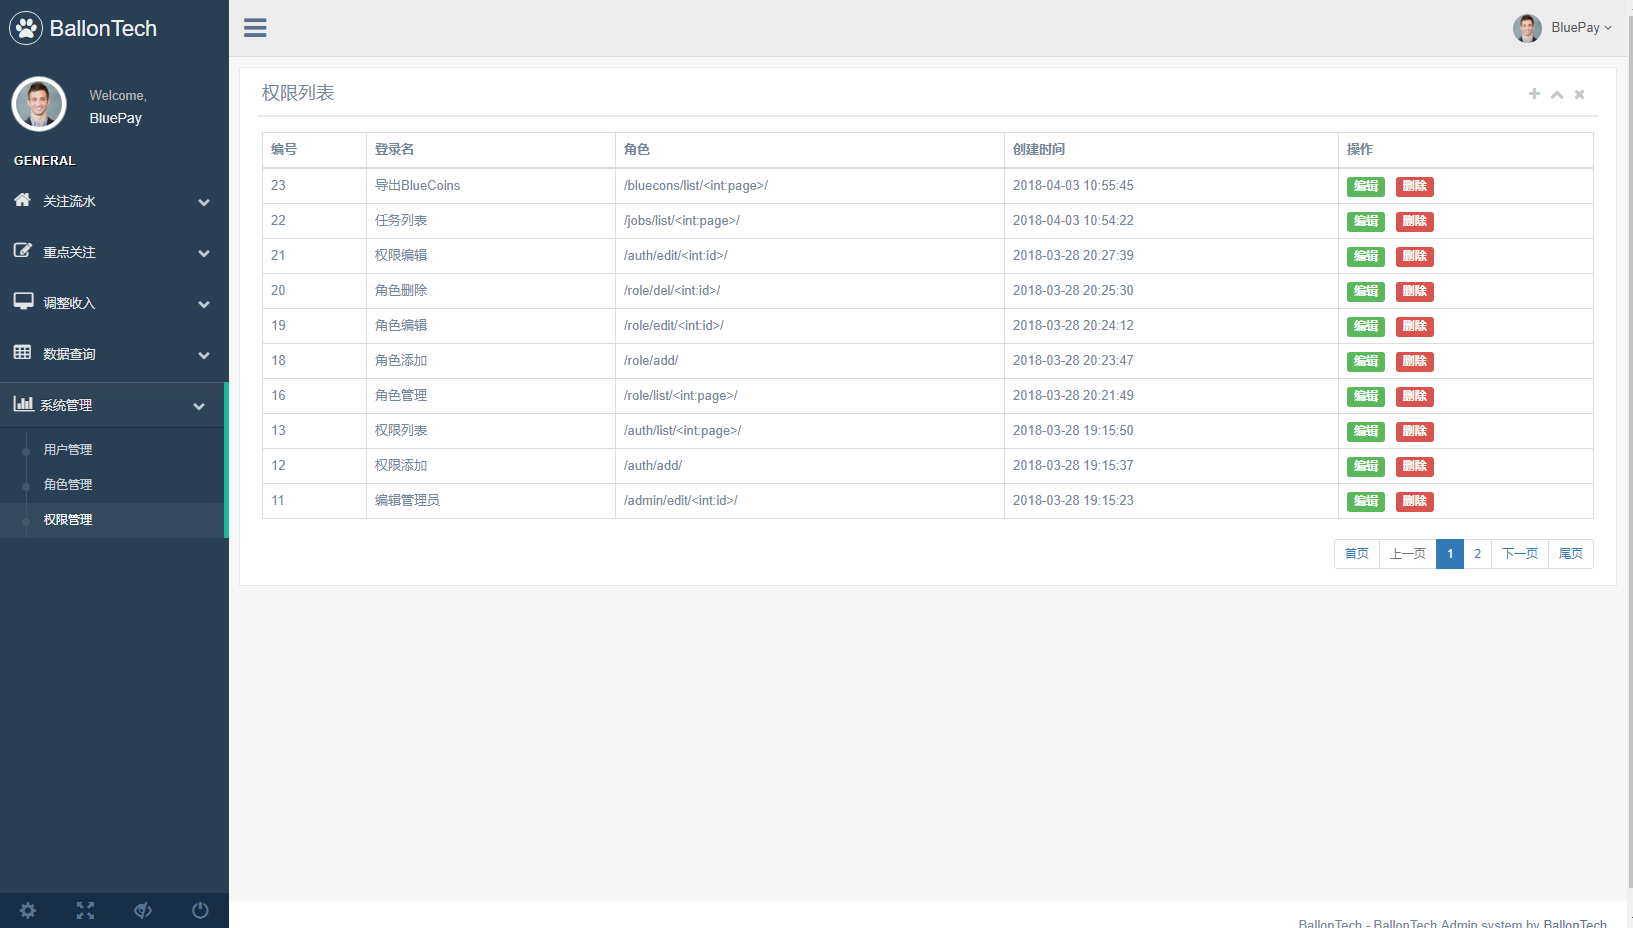 BallonTech
BluePay
Welcome,
BluePay
GENERAL
关注流水
重点关注
调整收入
数据查询
系统管理
用户管理
角色管理
权限管理
权限列表
编号 登录名 角色 创建时间 操作
23 导出BlueCoins /bluecons/list/<int:page>/ 2018-04-03 10:55:45 编辑 删除
22 任务列表 /jobs/list/<int:page>/ 2018-04-03 10:54:22 编辑 删除
21 权限编辑 /auth/edit/<int:id>/ 2018-03-28 20:27:39 编辑 删除
20 角色删除 /role/del/<int:id>/ 2018-03-28 20:25:30 编辑 删除
19 角色编辑 /role/edit/<int:id>/ 2018-03-28 20:24:12 编辑 删除
18 角色添加 /role/add/ 2018-03-28 20:23:47 编辑 删除
16 角色管理 /role/list/<int:page>/ 2018-03-28 20:21:49 编辑 删除
13 权限列表 /auth/list/<int:page>/ 2018-03-28 19:15:50 编辑 删除
12 权限添加 /auth/add/ 2018-03-28 19:15:37 编辑 删除
11 编辑管理员 /admin/edit/<int:id>/ 2018-03-28 19:15:23 编辑 删除
首页 上一页 1 2 下一页 尾页
BallonTech - BallonTech Admin system by BallonTech